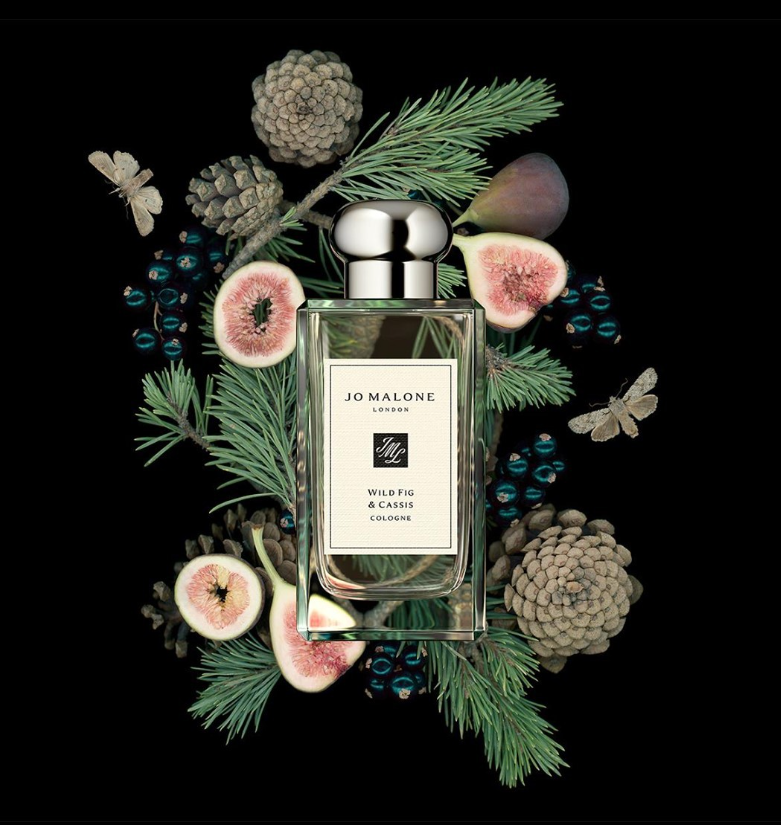 JO MALONE
LONDON
JML
WILD FIG
& CASSIS
COLOGNE